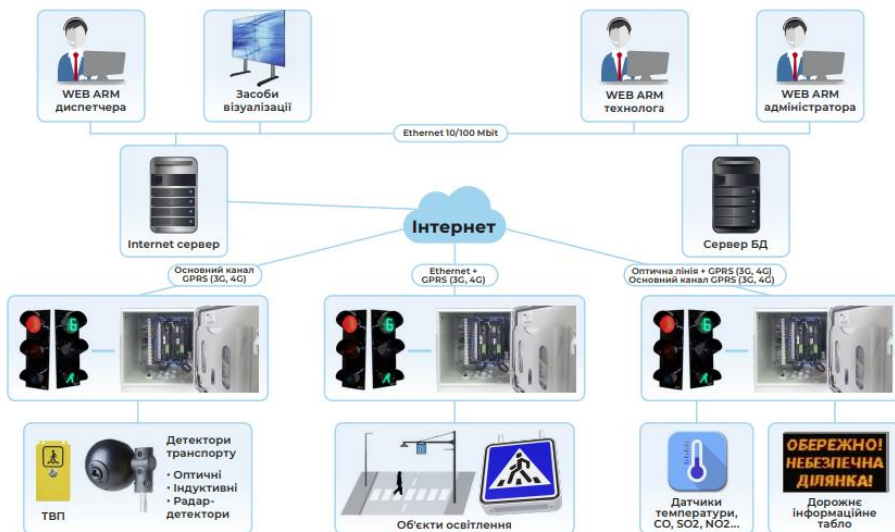 WEB ARM
диспетчера
Засоби
візуалізації
WEB ARM
технолога
WEB ARM
адміністратора
Ethernet 10/100 Mbit
Internet сервер
Інтернет
Сервер БД
Основний канал
GPRS (3G, 4G)
Ethernet +
GPRS (3G, 4G)
Оптична лінія + GPRS (3G, 4G)
Основний канал GPRS (3G, 4G)
6
6
6
ТВП
Детектори
транспорту
• Оптичні
• Індуктивні
• Радар-
детектори
Об'єкти освітлення
Датчики
температури,
CO, SO2, NO2...
ОБЕРЕЖНО!
НЕБЕЗПЕЧНА
ДІЛЯНКА!
Дорожнє
інформаційне
табло